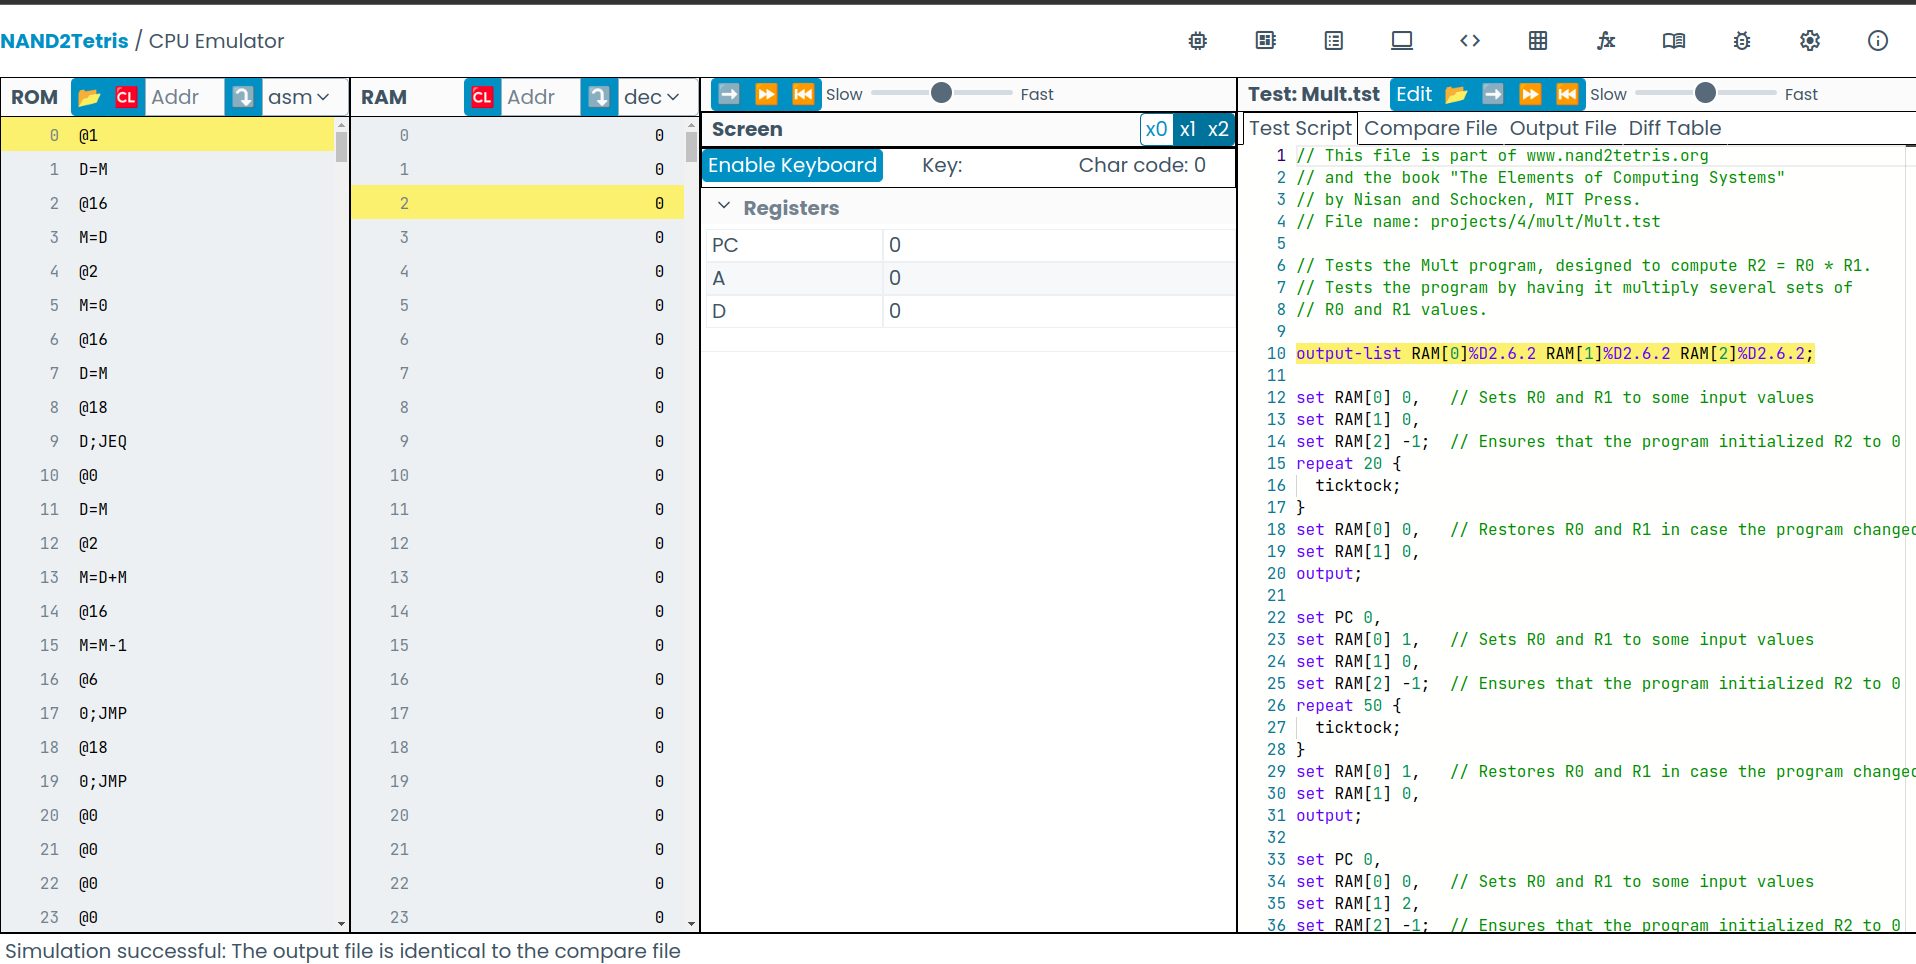 NAND2Tetris / CPU Emulator
ROM CL Addr asm
0 @1
1 D=M
2 @16
3 M=D
4 @2
5 M=0
6 @16
7 D=M
8 @18
9 D;JEQ
10 @0
11 D=M
12 @2
13 M=D+M
14 @16
15 M=M-1
16 @6
17 0;JMP
18 @18
19 0;JMP
20 @0
21 @0
22 @0
23 @0
RAM CL Addr dec
0 0
1 0
2 0
3 0
4 0
5 0
6 0
7 0
8 0
9 0
10 0
11 0
12 0
13 0
14 0
15 0
16 0
17 0
18 0
19 0
20 0
21 0
22 0
23 0
Slow Fast
Screen x0 x1 x2
Enable Keyboard Key: Char code: 0
Registers
PC 0
A 0
D 0
Test: Mult.tst Edit Slow Fast
Test Script Compare File Output File Diff Table
1 // This file is part of www.nand2tetris.org
2 // and the book "The Elements of Computing Systems"
3 // by Nisan and Schocken, MIT Press.
4 // File name: projects/4/mult/Mult.tst
5
6 // Tests the Mult program, designed to compute R2 = R0 * R1.
7 // Tests the program by having it multiply several sets of
8 // R0 and R1 values.
9
10 output-list RAM[0]%D2.6.2 RAM[1]%D2.6.2 RAM[2]%D2.6.2;
11
12 set RAM[0] 0,   // Sets R0 and R1 to some input values
13 set RAM[1] 0,
14 set RAM[2] -1;  // Ensures that the program initialized R2 to 0
15 repeat 20 {
16   ticktock;
17 }
18 set RAM[0] 0,   // Restores R0 and R1 in case the program changed
19 set RAM[1] 0,
20 output;
21
22 set PC 0,
23 set RAM[0] 1,   // Sets R0 and R1 to some input values
24 set RAM[1] 0,
25 set RAM[2] -1;  // Ensures that the program initialized R2 to 0
26 repeat 50 {
27   ticktock;
28 }
29 set RAM[0] 1,   // Restores R0 and R1 in case the program changed
30 set RAM[1] 0,
31 output;
32
33 set PC 0,
34 set RAM[0] 0,   // Sets R0 and R1 to some input values
35 set RAM[1] 2,
36 set RAM[2] -1;  // Ensures that the program initialized R2 to 0
Simulation successful: The output file is identical to the compare file